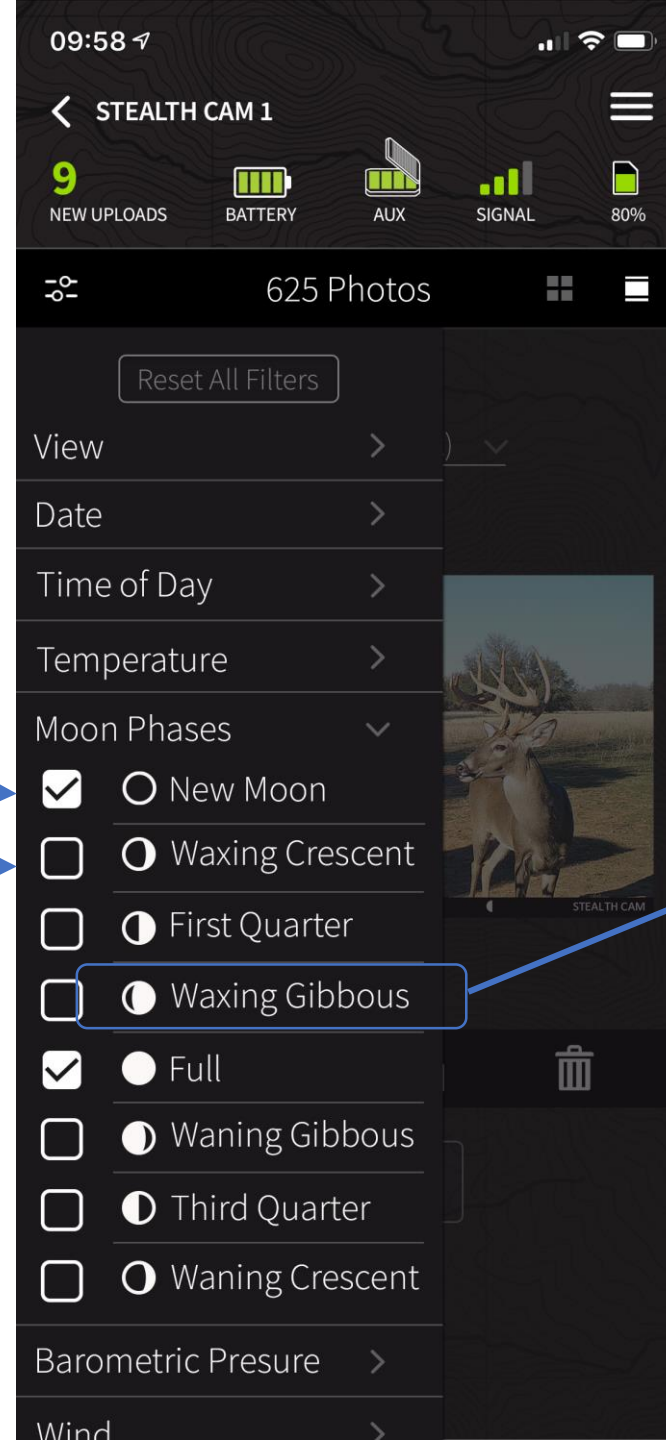 09:58
STEALTH CAM 1
9
NEW UPLOADS
BATTERY
AUX
SIGNAL
80%
625 Photos
Reset All Filters
View
)
Date
Time of Day
Temperature
Moon Phases
New Moon
Waxing Crescent
First Quarter
STEALTH CAM
Waxing Gibbous
Full
Waning Gibbous
Third Quarter
Waning Crescent
Barometric Presure
Wind